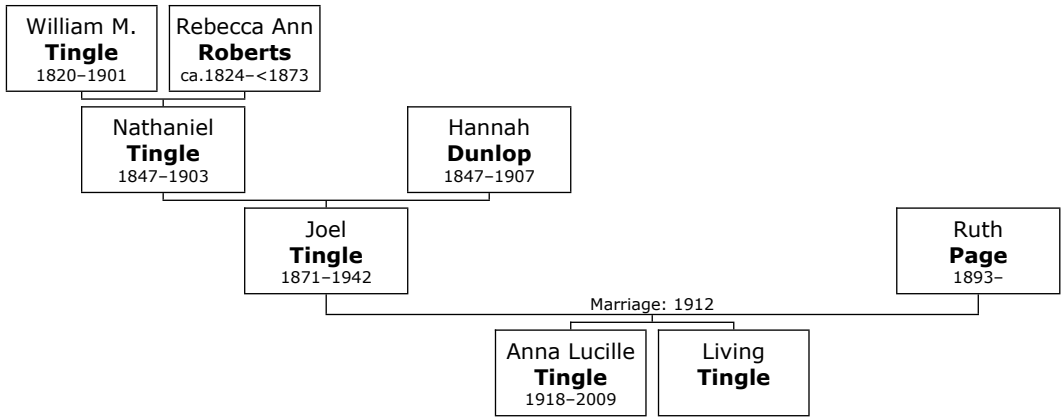 William M.
Tingle
1820–1901
Rebecca Ann
Roberts
ca.1824–<1873
Nathaniel
Tingle
1847–1903
Hannah
Dunlop
1847–1907
Joel
Tingle
1871–1942
Ruth
Page
1893–
Marriage: 1912
Anna Lucille
Tingle
1918–2009
Living
Tingle